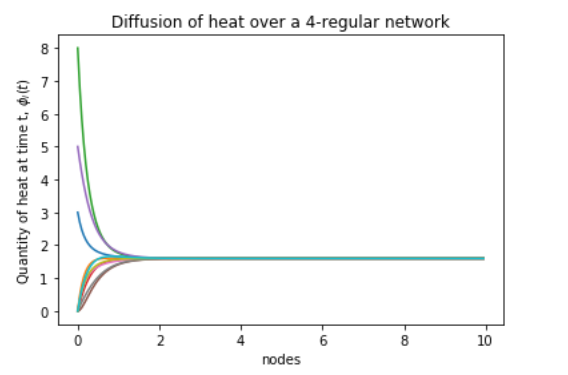 Diffusion of heat over a 4-regular network
Quantity of heat at time t, ϕᵢ(t)
8
7
6
5
4
3
2
1
0
0 2 4 6 8 10
nodes